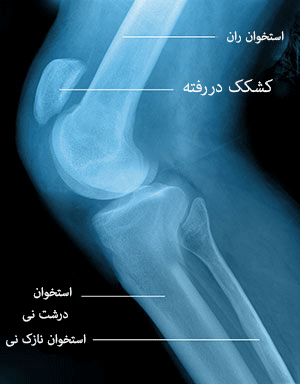 استخوان ران
کشکک دررفته
استخوان
درشت نی
استخوان نازک نی